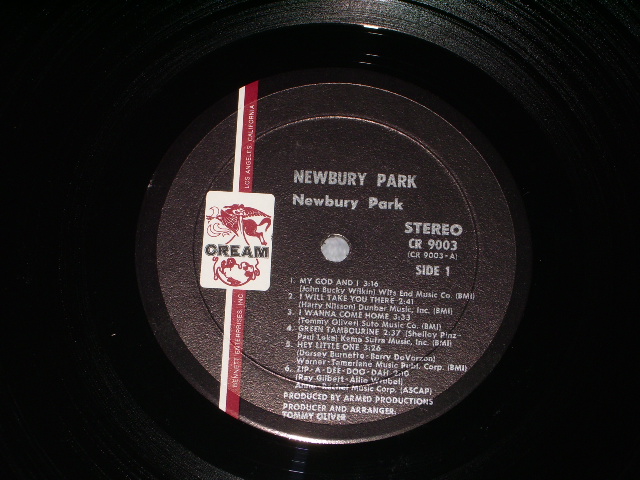 NEWBURY PARK
Newbury Park
STEREO
CR 9003
(CR 9003-A)
SIDE 1
LOS ANGELES, CALIFORNIA
CREAM
BENNETT ENTERPRISES, INC.
1. MY GOD AND I 3:16
(John Bucky Wilkin) Wits End Music Co. (BMI)
2. I WILL TAKE YOU THERE 2:41
(Harry Nilsson) Dunbar Music, Inc. (BMI)
3. I WANNA COME HOME 3:33
(Tommy Oliver) Suto Music Co. (BMI)
4. GREEN TAMBOURINE 2:37 (Shelley Pinz-
Paul Leka) Kama Sutra Music, Inc. (BMI)
5. HEY LITTLE ONE 3:26
(Dorsey Burnette-Barry DeVorzon)
Warner-Tamerlane Music Publ. Corp. (BMI)
6. ZIP-A-DEE-DOO-DAH 2:10
(Ray Gilbert-Allie Wrubel)
Music Corp. (ASCAP)
PRODUCED BY ARMED PRODUCTIONS
PRODUCER AND ARRANGER:
TOMMY OLIVER